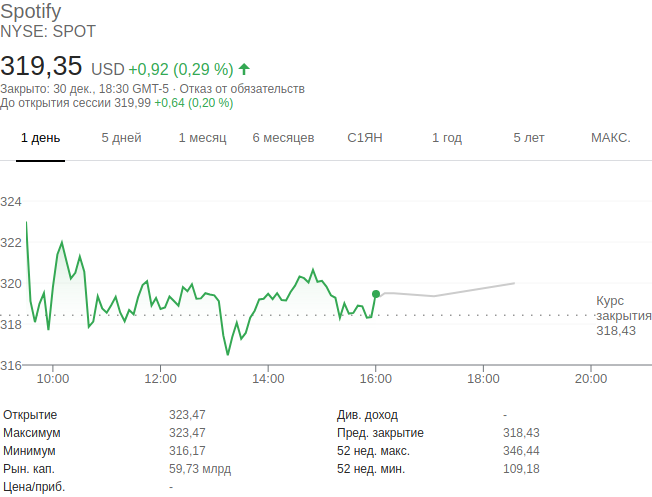 Spotify
NYSE: SPOT
319,35 USD +0,92 (0,29 %)
Закрыто: 30 дек., 18:30 GMT-5 · Отказ от обязательств
До открытия сессии 319,99 +0,64 (0,20 %)
1 день 5 дней 1 месяц 6 месяцев С1ЯН 1 год 5 лет МАКС.
324
322
320
318
316
Курс
закрытия
318,43
10:00 12:00 14:00 16:00 18:00 20:00
Открытие 323,47 Див. доход -
Максимум 323,47 Пред. закрытие 318,43
Минимум 316,17 52 нед. макс. 346,44
Рын. кап. 59,73 млрд 52 нед. мин. 109,18
Цена/приб. -